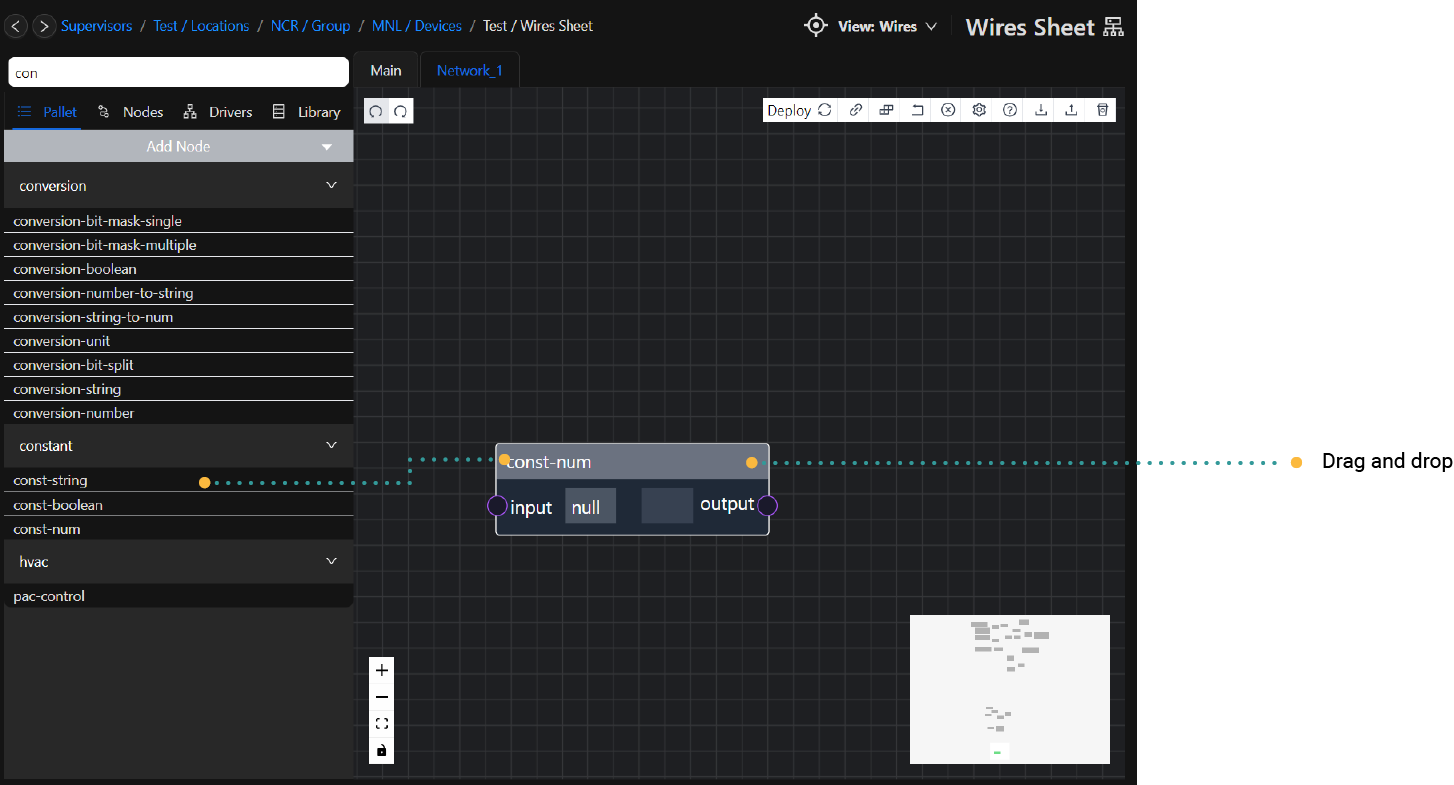 Supervisors / Test / Locations / NCR / Group / MNL / Devices / Test / Wires Sheet
View: Wires
Wires Sheet
con
Main
Network_1
Pallet
Nodes
Drivers
Library
Deploy
Add Node
conversion
conversion-bit-mask-single
conversion-bit-mask-multiple
conversion-boolean
conversion-number-to-string
conversion-string-to-num
conversion-unit
conversion-bit-split
conversion-string
conversion-number
constant
const-string
const-boolean
const-num
hvac
pac-control
const-num
input
null
output
Drag and drop